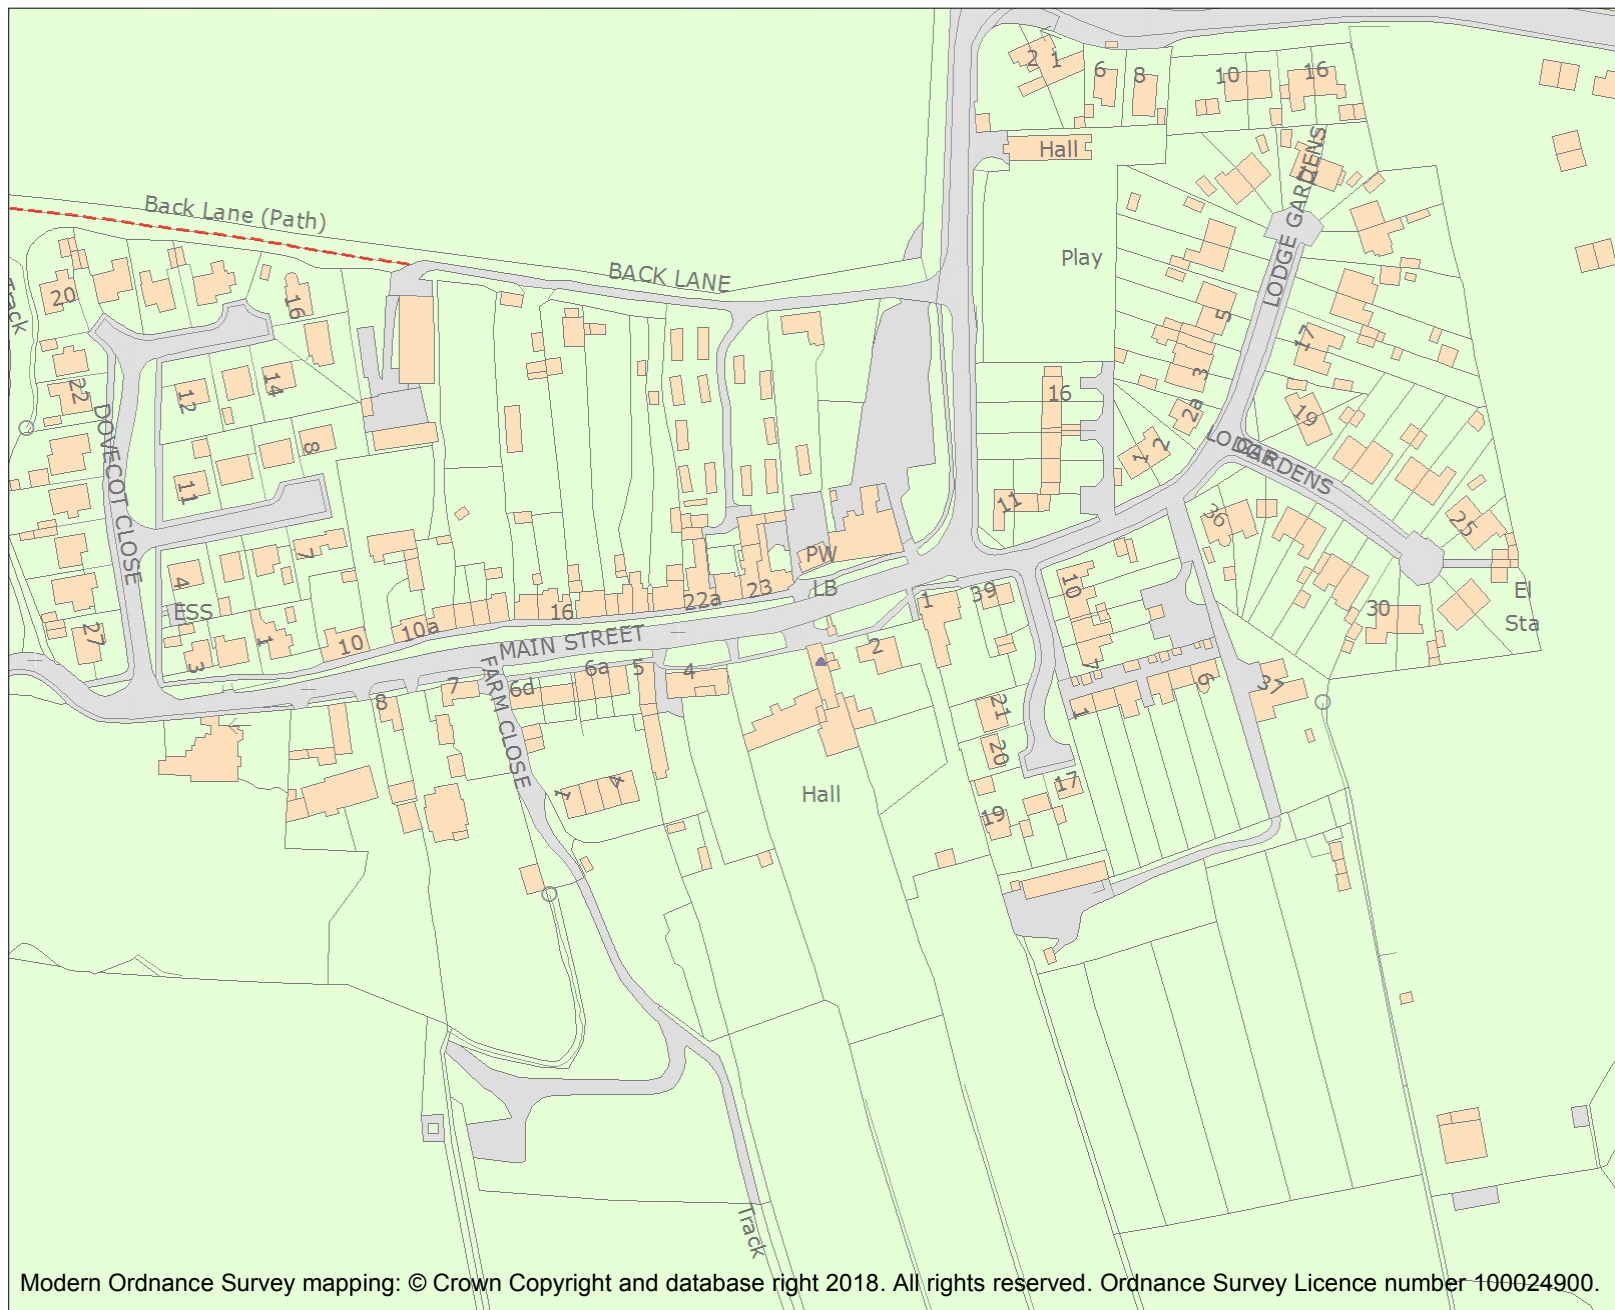 2 1
6
8
10
16
Hall
LODGE GARDENS
Back Lane (Path)
BACK LANE
Play
Track
20
16
5
17
22
12
14
3
16
2a
19
DOVECOT CLOSE
8
1 2
LODGE
GARDENS
11
11
36
25
7
PW
4
ESS
LB
10
El
Sta
27
3
1
10
10a
16
22a
23
1
39
30
MAIN STREET
2
7
6
37
8
7
FARM CLOSE
6d
6a
5
4
21
1
20
1
4
Hall
17
19
Track
Modern Ordnance Survey mapping: © Crown Copyright and database right 2018. All rights reserved. Ordnance Survey Licence number 100024900.